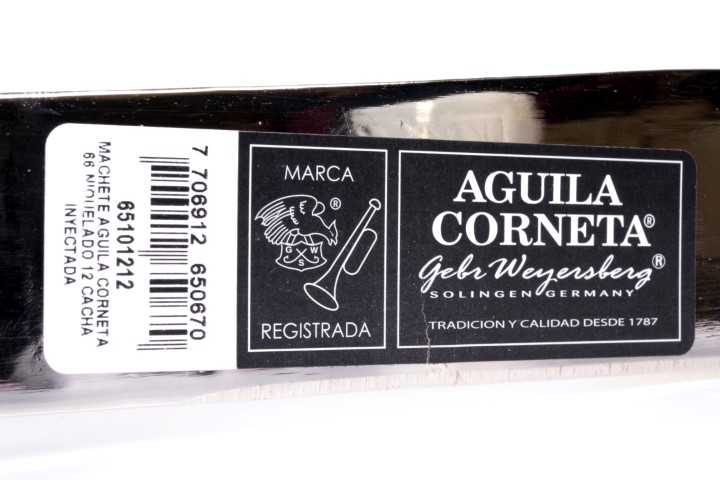 MACHETE AGUILA CORNETA
66 NIQUELADO 12 CACHA
INYECTADA
65101212
7 706912 650670
MARCA
®
G W
S
REGISTRADA
AGUILA
CORNETA®
Gebr Weyersberg®
SOLINGEN-GERMANY
TRADICION Y CALIDAD DESDE 1787